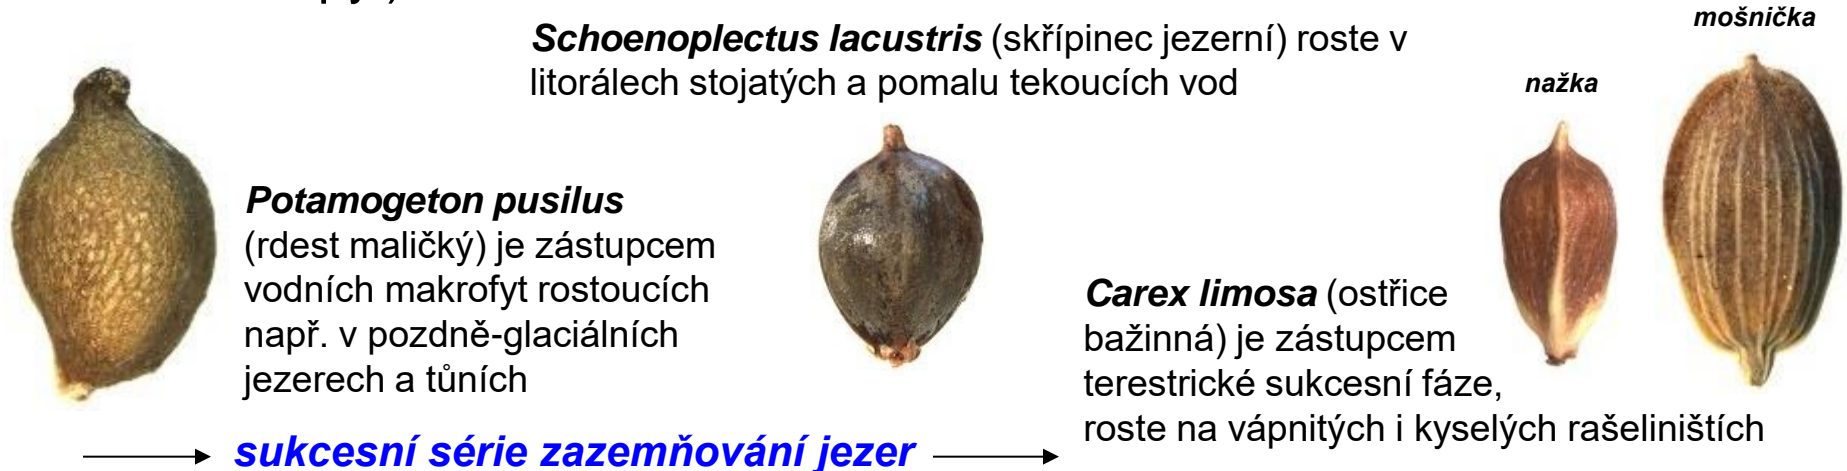 Schoenoplectus lacustris (skřípinec jezerní) roste v
litorálech stojatých a pomalu tekoucích vod
mošnička
nažka
Potamogeton pusilus
(rdest maličký) je zástupcem
vodních makrofyt rostoucích
např. v pozdně-glaciálních
jezerech a tůních
Carex limosa (ostřice
bažinná) je zástupcem
terestrické sukcesní fáze,
roste na vápnitých i kyselých rašeliništích
sukcesní série zazemňování jezer